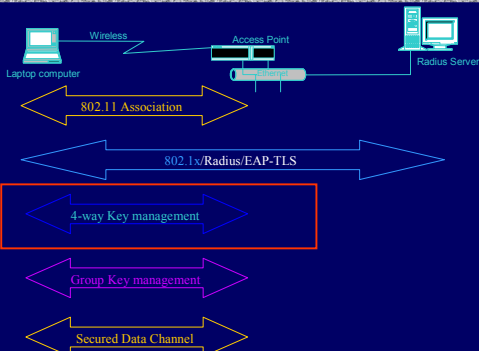 Wireless
Access Point
Radius Server
Ethernet
Laptop computer
802.11 Association
802.1x/Radius/EAP-TLS
4-way Key management
Group Key management
Secured Data Channel